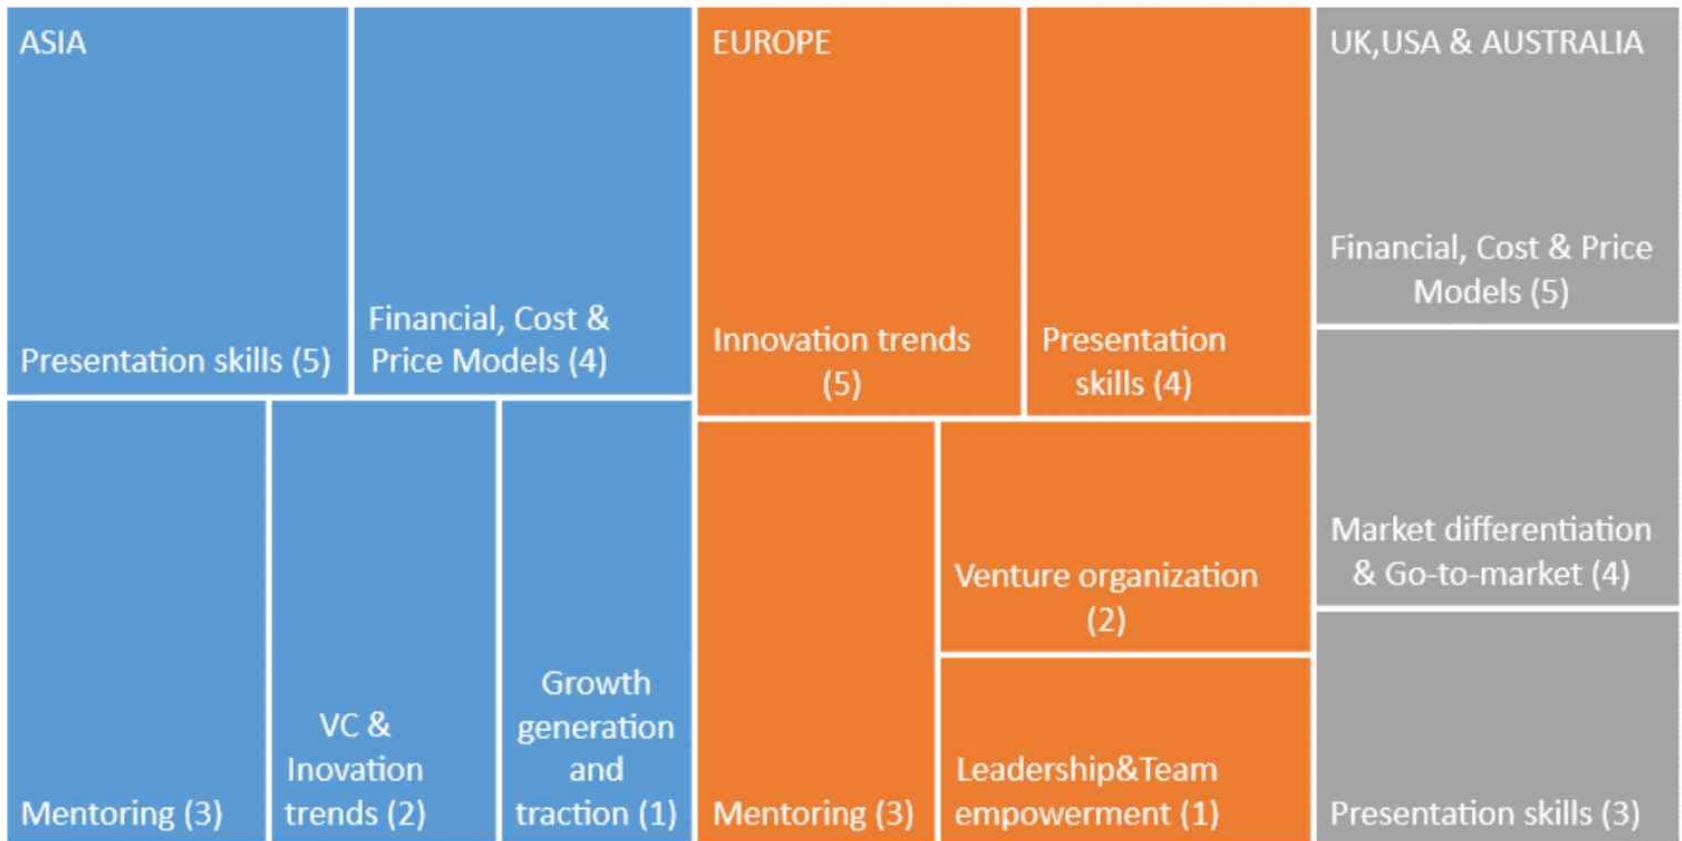 ASIA
Presentation skills (5)
Financial, Cost &
Price Models (4)
Mentoring (3)
VC &
Inovation
trends (2)
Growth
generation
and
traction (1)
EUROPE
Innovation trends
(5)
Presentation
skills (4)
Mentoring (3)
Venture organization
(2)
Leadership&Team
empowerment (1)
UK,USA & AUSTRALIA
Financial, Cost & Price
Models (5)
Market differentiation
& Go-to-market (4)
Presentation skills (3)